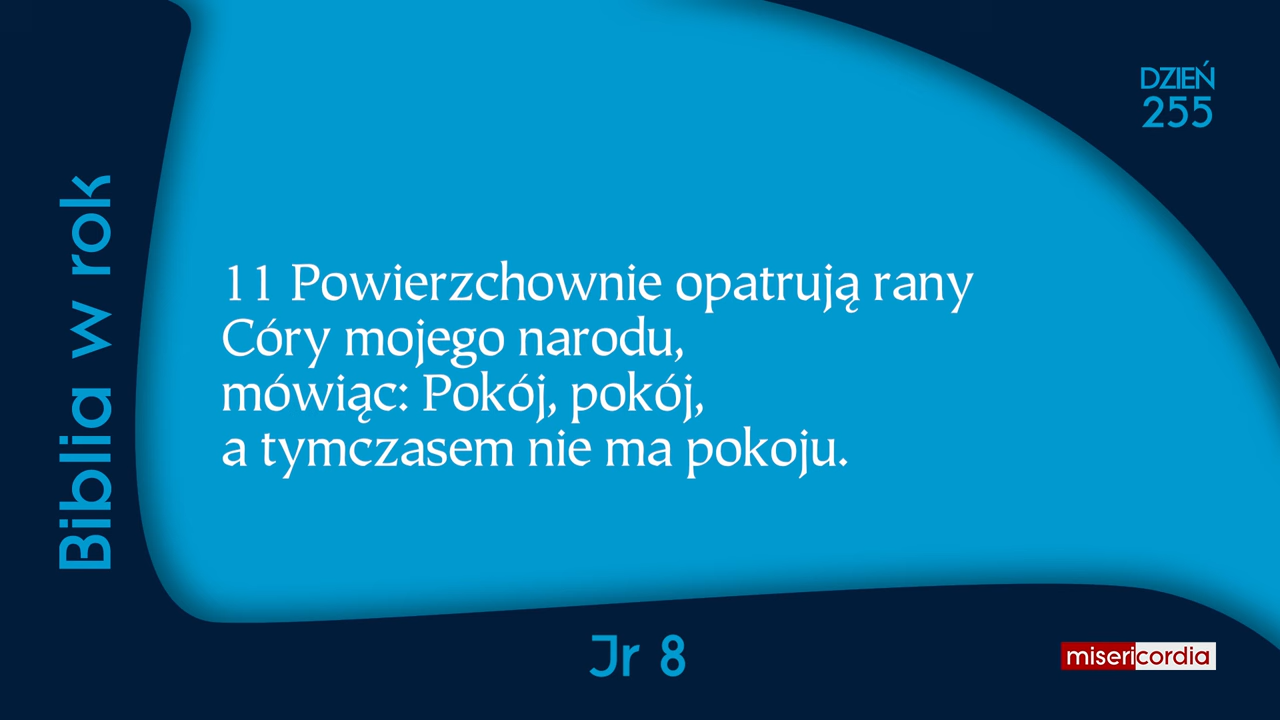 DZIEŃ
255
Biblia w rok
11 Powierzchownie opatrują rany
Córy mojego narodu,
mówiąc: Pokój, pokój,
a tymczasem nie ma pokoju.
Jr 8
misericordia